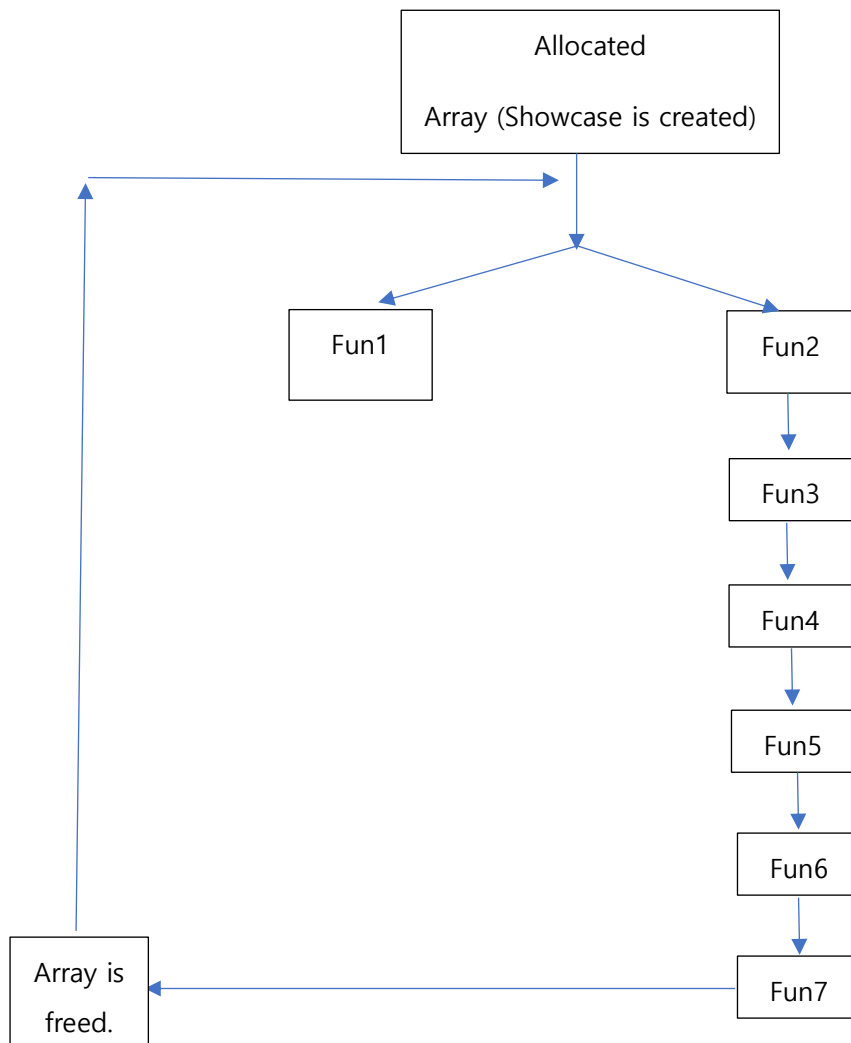 Allocated
Array (Showcase is created)
Fun1
Fun2
Fun3
Fun4
Fun5
Fun6
Fun7
Array is
freed.